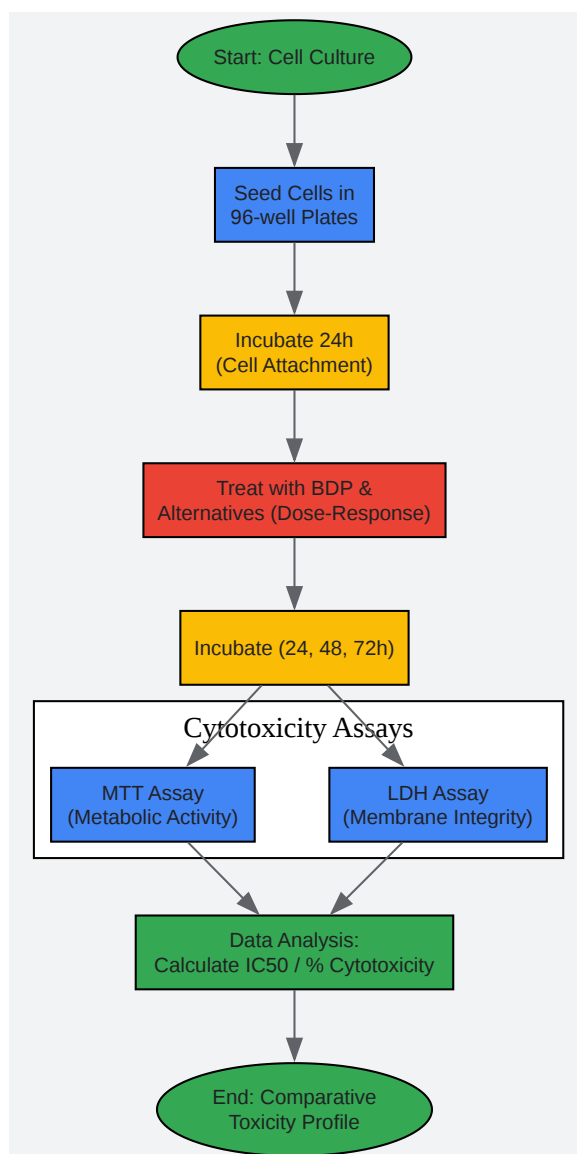 Start: Cell Culture
Seed Cells in
96-well Plates
Incubate 24h
(Cell Attachment)
Treat with BDP &
Alternatives (Dose-Response)
Incubate (24, 48, 72h)
Cytotoxicity Assays
MTT Assay
(Metabolic Activity)
LDH Assay
(Membrane Integrity)
Data Analysis:
Calculate IC50 / % Cytotoxicity
End: Comparative
Toxicity Profile